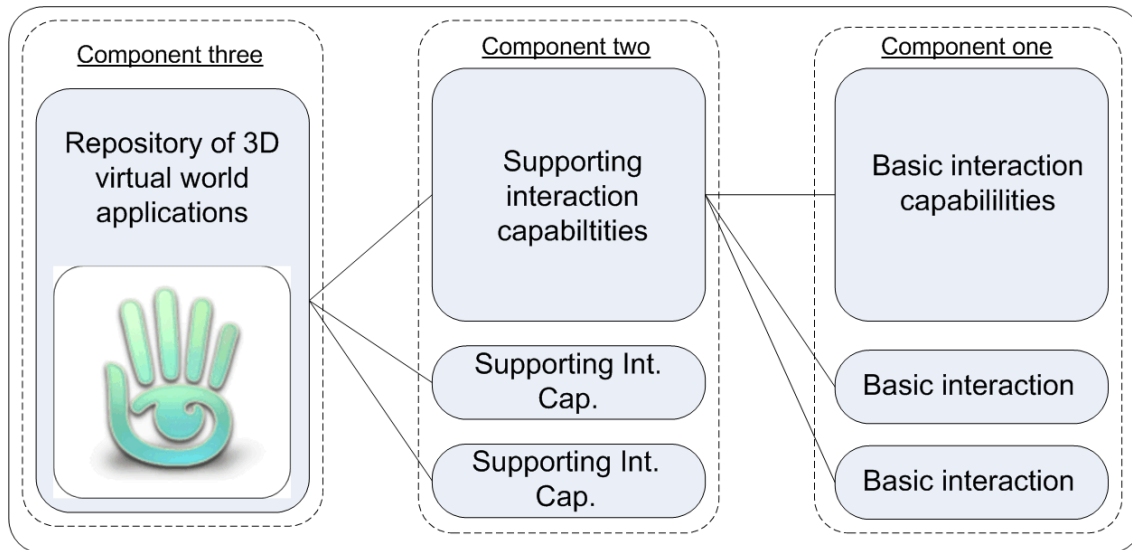 Component three
Repository of 3D
virtual world
applications
Component two
Supporting
interaction
capabiltities
Supporting Int.
Cap.
Supporting Int.
Cap.
Component one
Basic interaction
capabililities
Basic interaction
Basic interaction